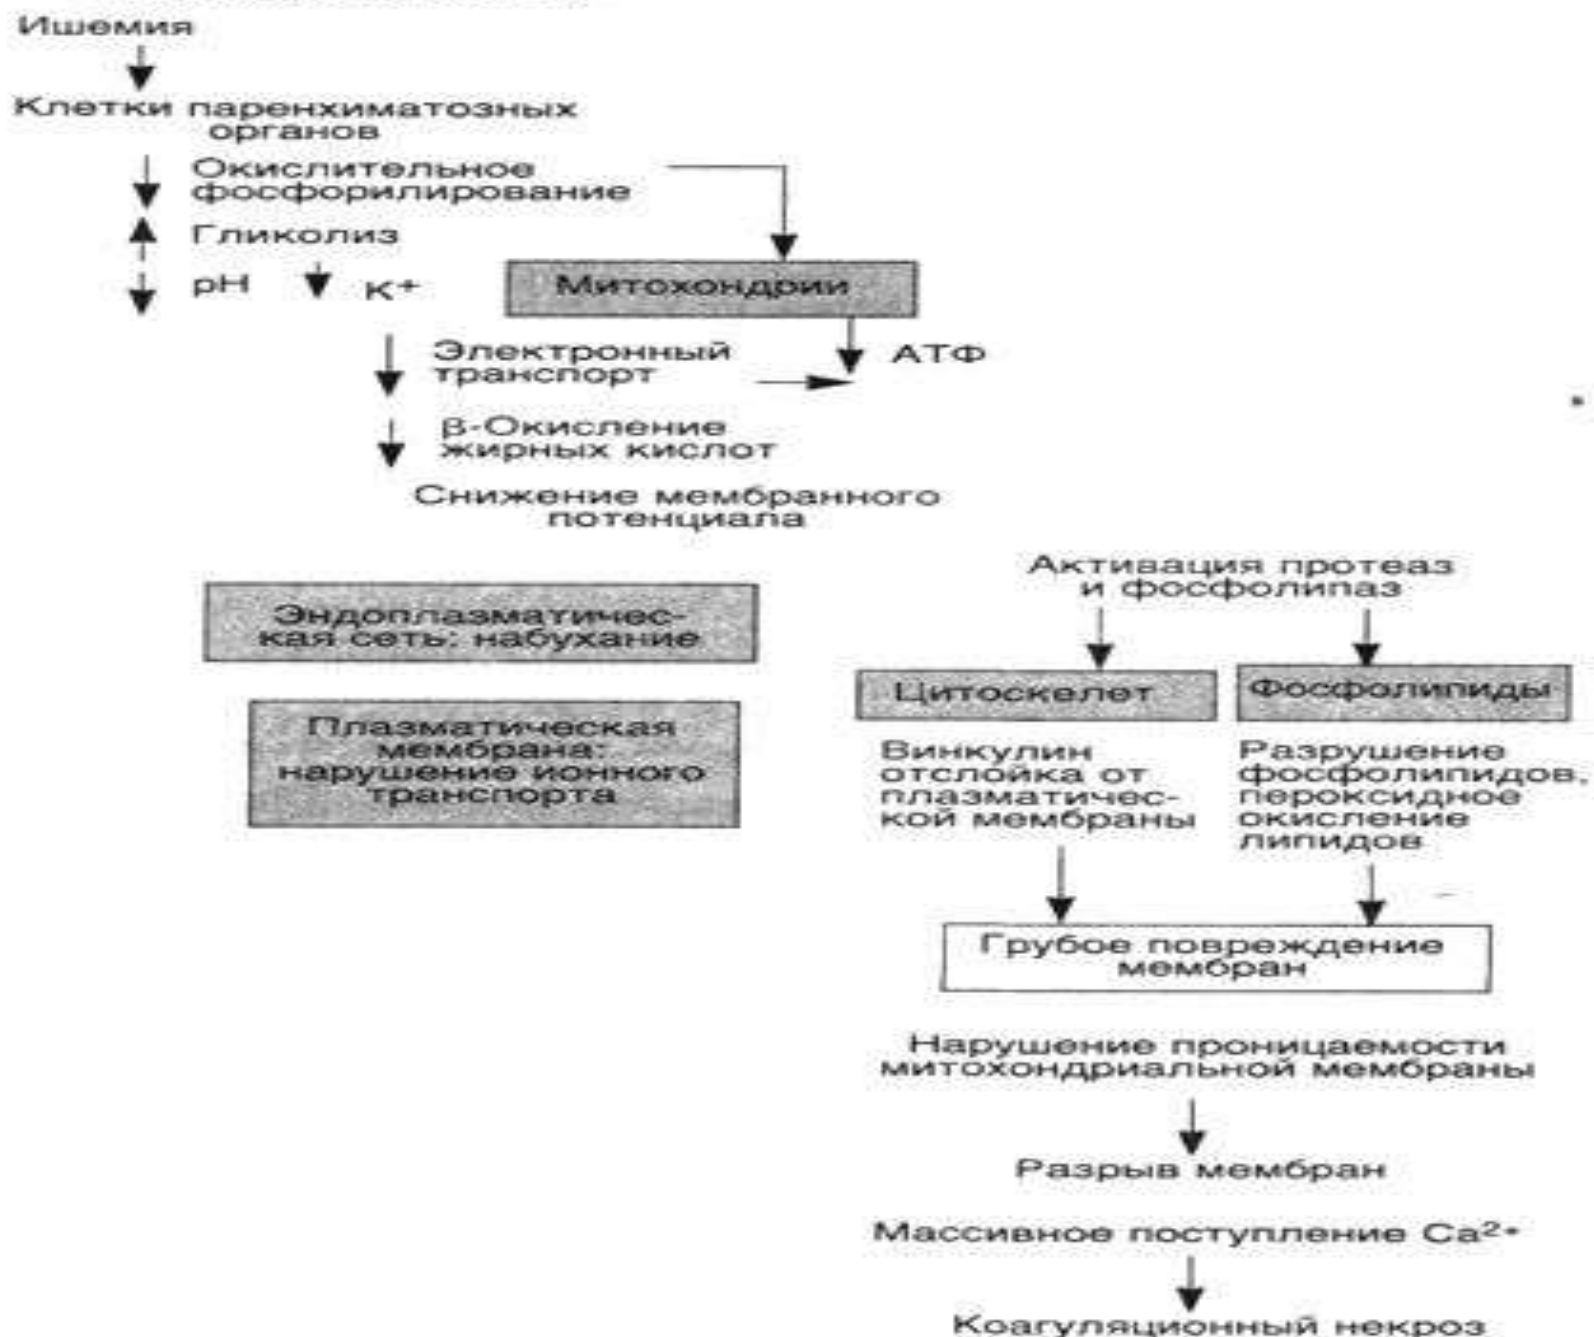 Ишемия
Клетки паренхиматозных
органов
Окислительное
фосфорилирование
Гликолиз
pH
K+
Митохондрии
Электронный
транспорт
АТФ
β-Окисление
жирных кислот
Снижение мембранного
потенциала
Эндоплазматичес-
кая сеть: набухание
Плазматическая
мембрана:
нарушение ионного
транспорта
Активация протеаз
и фосфолипаз
Цитоскелет
Фосфолипиды
Винкулин
отслойка от
плазматичес-
кой мембраны
Разрушение
фосфолипидов,
пероксидное
окисление
липидов
Грубое повреждение
мембран
Нарушение проницаемости
митохондриальной мембраны
Разрыв мембран
Массивное поступление Ca²⁺
Коагуляционный некроз